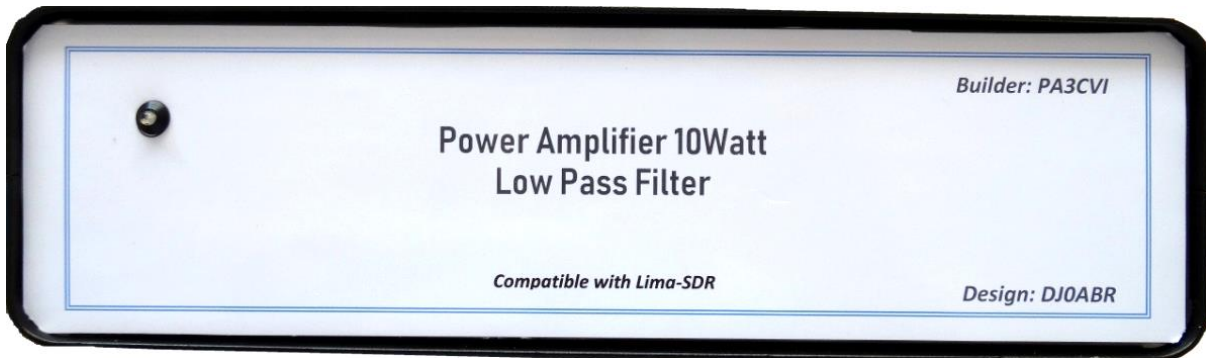 Builder: PA3CVI
Power Amplifier 10Watt
Low Pass Filter
Compatible with Lima-SDR
Design: DJ0ABR